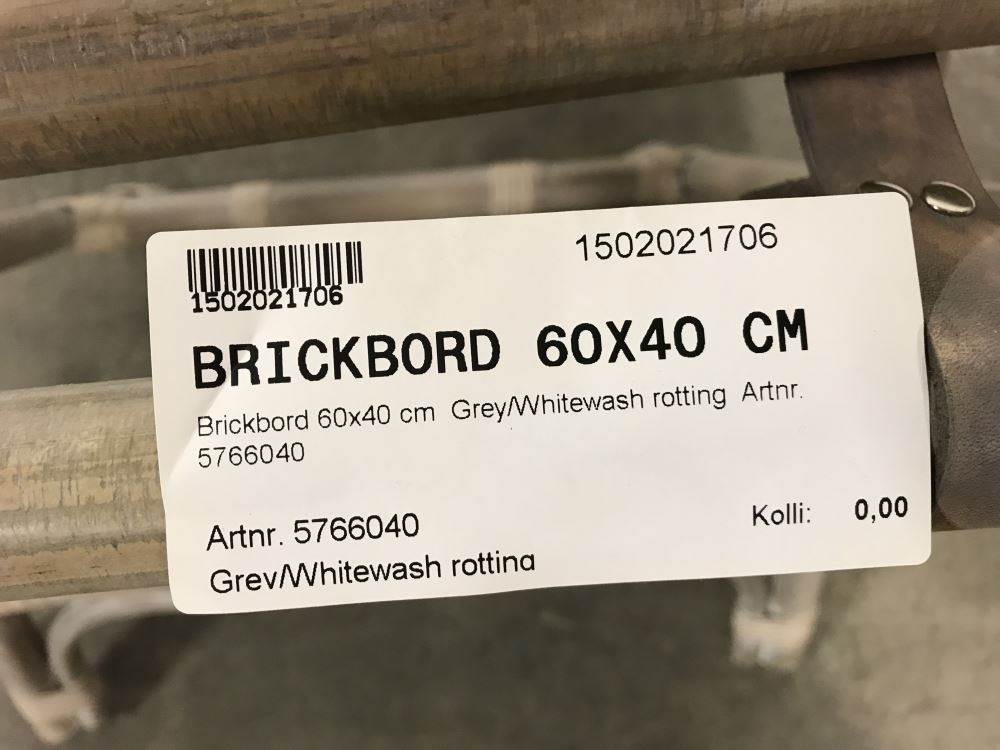 1502021706
1502021706
BRICKBORD 60X40 CM
Brickbord 60x40 cm Grey/Whitewash rotting Artnr.
5766040
Artnr. 5766040
Kolli: 0,00
Grey/Whitewash rotting